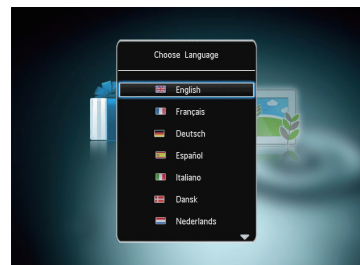 Choose Language
English
Français
Deutsch
Español
Italiano
Dansk
Nederlands